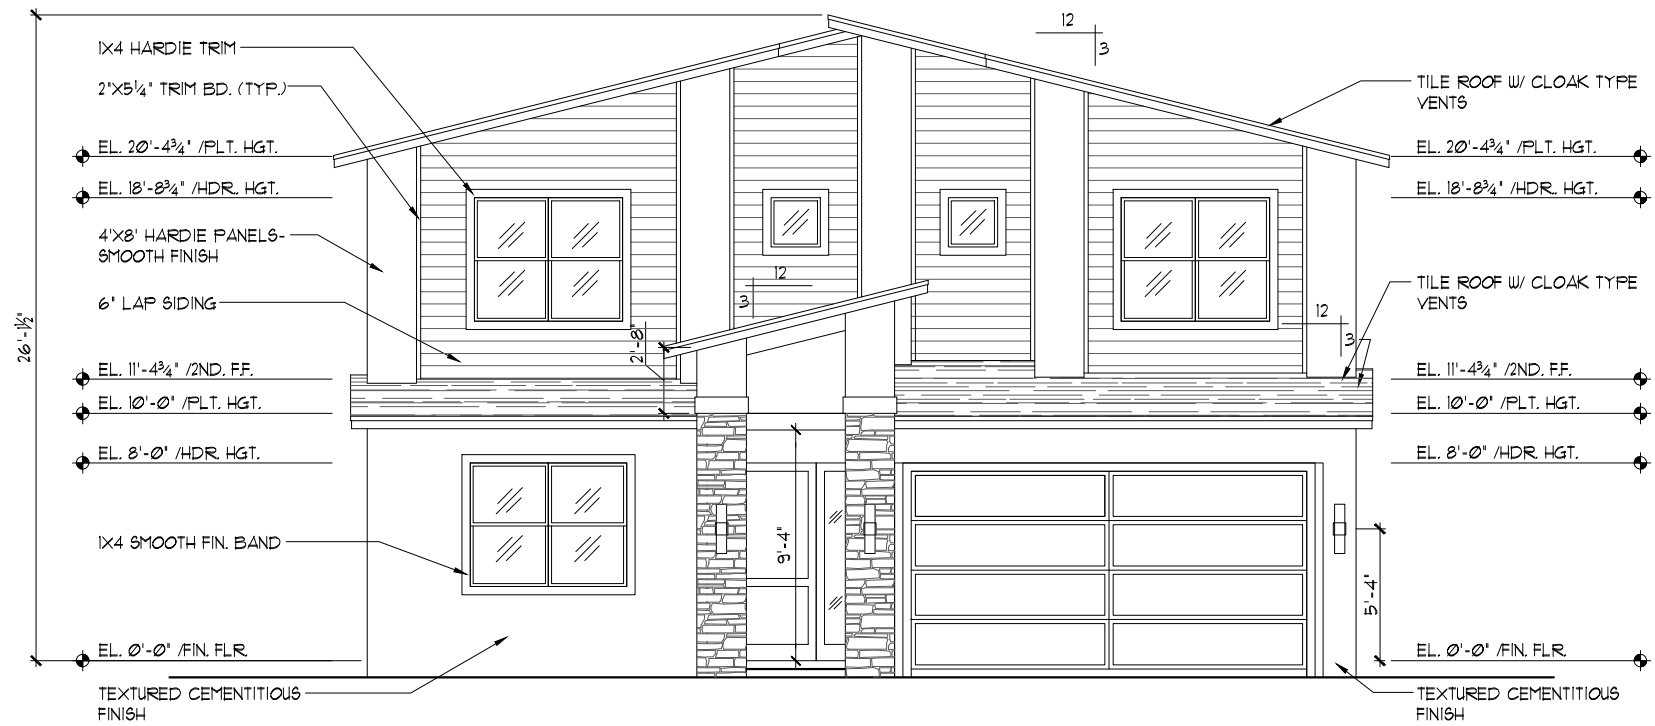 1X4 HARDIE TRIM
2"X5¼" TRIM BD. (TYP.)
EL. 20'-4¾" /PLT. HGT.
EL. 18'-8¾" /HDR. HGT.
4'X8' HARDIE PANELS-
SMOOTH FINISH
6" LAP SIDING
EL. 11'-4¾" /2ND. F.F.
EL. 10'-0" /PLT. HGT.
EL. 8'-0" /HDR. HGT.
1X4 SMOOTH FIN. BAND
EL. 0'-0" /FIN. FLR.
TEXTURED CEMENTITIOUS
FINISH
26'-1½"
12
3
12
3
2'-8"
9'-4"
12
3
5'-4"
TILE ROOF W/ CLOAK TYPE
VENTS
EL. 20'-4¾" /PLT. HGT.
EL. 18'-8¾" /HDR. HGT.
TILE ROOF W/ CLOAK TYPE
VENTS
EL. 11'-4¾" /2ND. F.F.
EL. 10'-0" /PLT. HGT.
EL. 8'-0" /HDR. HGT.
EL. 0'-0" /FIN. FLR.
TEXTURED CEMENTITIOUS
FINISH